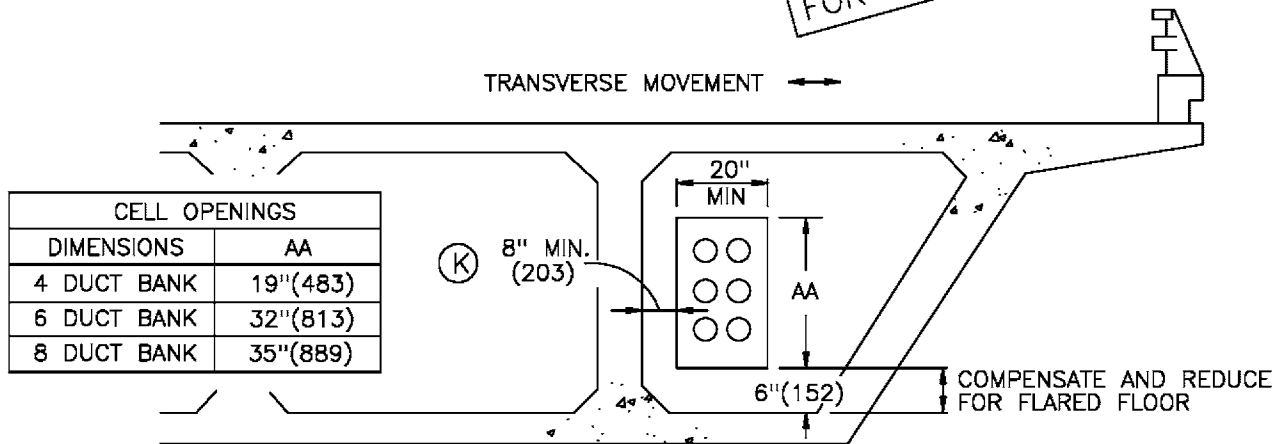 FOR
TRANSVERSE MOVEMENT
20"
MIN
CELL OPENINGS
DIMENSIONS AA
4 DUCT BANK 19"(483)
6 DUCT BANK 32"(813)
8 DUCT BANK 35"(889)
K
8" MIN.
(203)
AA
6"(152)
COMPENSATE AND REDUCE
FOR FLARED FLOOR